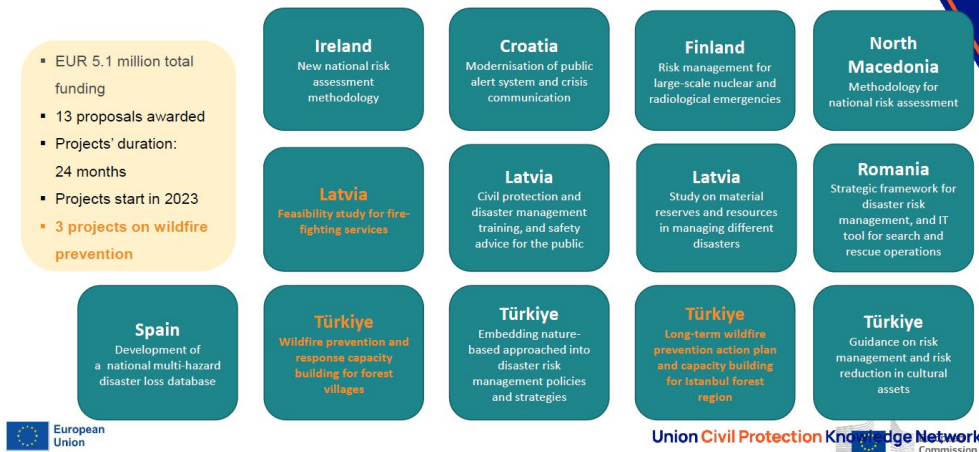 ▪ EUR 5.1 million total
funding
▪ 13 proposals awarded
▪ Projects’ duration:
24 months
▪ Projects start in 2023
▪ 3 projects on wildfire
prevention
Ireland
New national risk
assessment
methodology
Croatia
Modernisation of public
alert system and crisis
communication
Finland
Risk management for
large-scale nuclear and
radiological emergencies
North
Macedonia
Methodology for
national risk assessment
Latvia
Feasibility study for fire-
fighting services
Latvia
Civil protection and
disaster management
training, and safety
advice for the public
Latvia
Study on material
reserves and resources
in managing different
disasters
Romania
Strategic framework for
disaster risk
management, and IT
tool for search and
rescue operations
Spain
Development of
a national multi-hazard
disaster loss database
Türkiye
Wildfire prevention and
response capacity
building for forest
villages
Türkiye
Embedding nature-
based approached into
disaster risk
management policies
and strategies
Türkiye
Long-term wildfire
prevention action plan
and capacity building
for Istanbul forest
region
Türkiye
Guidance on risk
management and risk
reduction in cultural
assets
European
Union
Union Civil Protection Knowledge Network
Commission